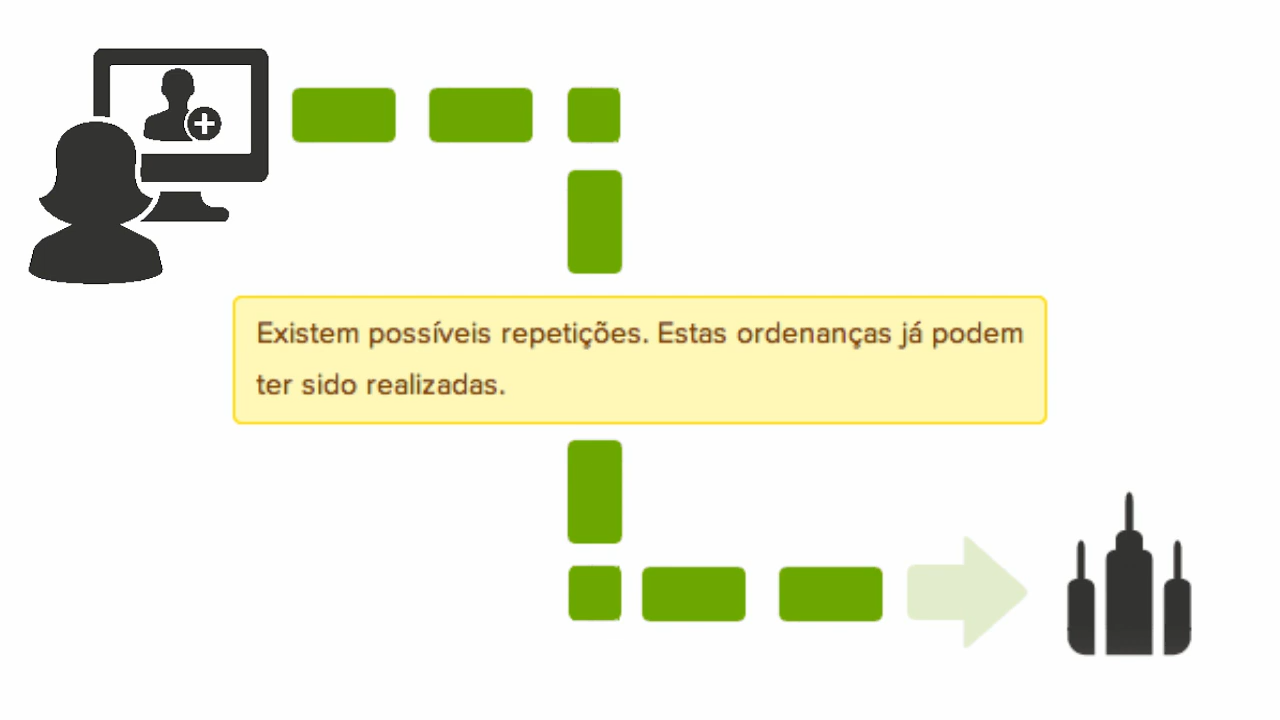 Existem possíveis repetições. Estas ordenanças já podem
ter sido realizadas.